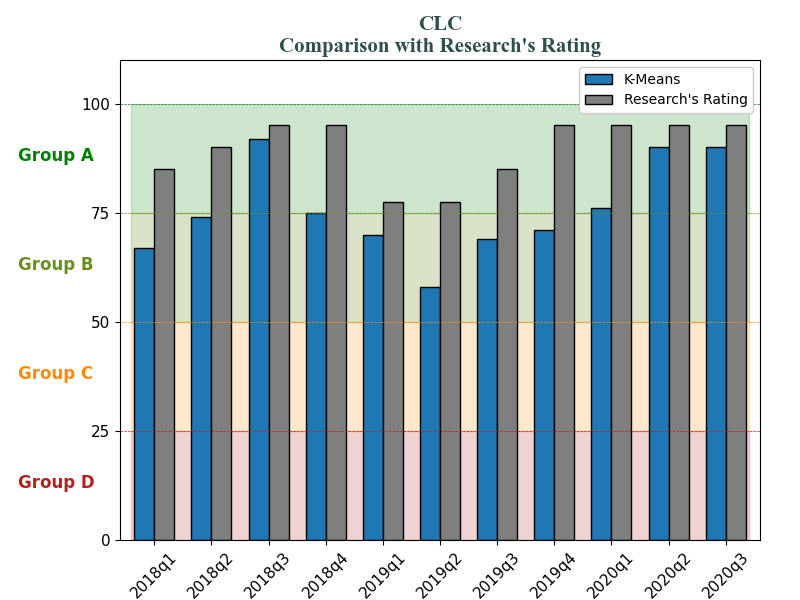 CLC
Comparison with Research's Rating
K-Means
Research's Rating
100
Group A
75
Group B
50
Group C
25
Group D
0
2018q1
2018q2
2018q3
2018q4
2019q1
2019q2
2019q3
2019q4
2020q1
2020q2
2020q3